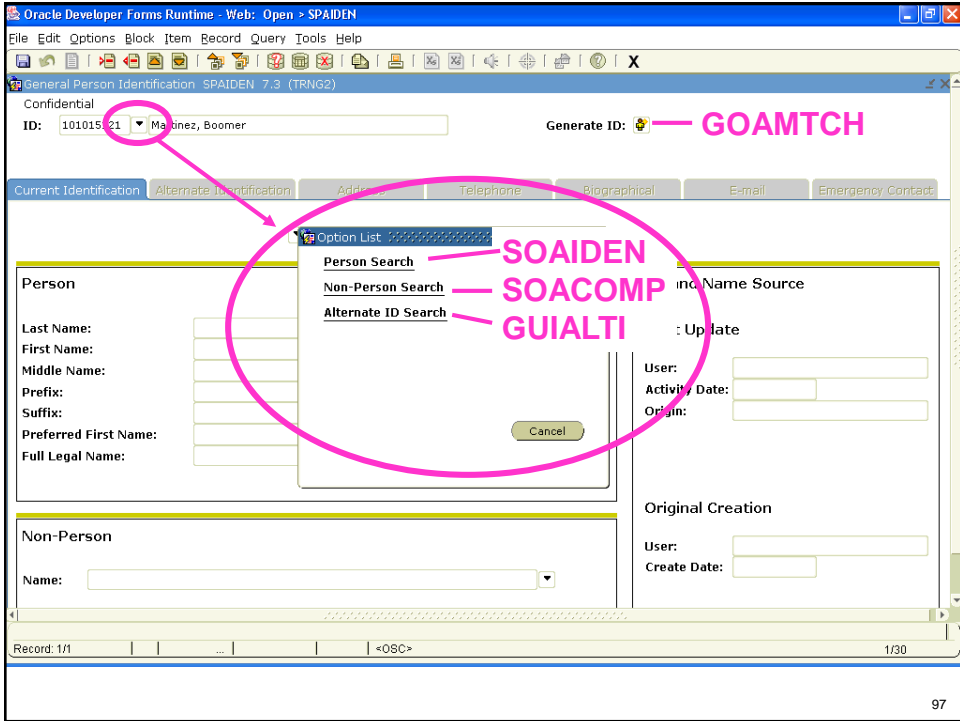 Oracle Developer Forms Runtime - Web: Open > SPAIDEN
File Edit Options Block Item Record Query Tools Help
X
General Person Identification SPAIDEN 7.3 (TRNG2)
Confidential
ID: Martinez, Boomer Generate ID: GOAMTCH
Current Identification Alternate Identification Address Telephone Biographical E-mail Emergency Contact
Option List
Person Search SOAIDEN
Non-Person Search SOACOMP
Alternate ID Search GUIALTI
Cancel
Person
Last Name:
First Name:
Middle Name:
Prefix:
Suffix:
Preferred First Name:
Full Legal Name:
Name Source
Update
User:
Activity Date:
Origin:
Original Creation
User:
Create Date:
Non-Person
Name:
Record: 1/1 ... <OSC> 1/30
97